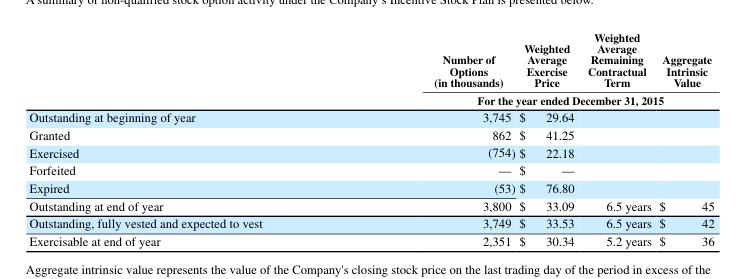 A summary of non-qualified stock option activity under the Company's Incentive Stock Plan is presented below.
Number of Options (in thousands) Weighted Average Exercise Price Weighted Average Remaining Contractual Term Aggregate Intrinsic Value
For the year ended December 31, 2015
Outstanding at beginning of year 3,745 $ 29.64
Granted 862 $ 41.25
Exercised (754) $ 22.18
Forfeited — $ —
Expired (53) $ 76.80
Outstanding at end of year 3,800 $ 33.09 6.5 years $ 45
Outstanding, fully vested and expected to vest 3,749 $ 33.53 6.5 years $ 42
Exercisable at end of year 2,351 $ 30.34 5.2 years $ 36
Aggregate intrinsic value represents the value of the Company's closing stock price on the last trading day of the period in excess of the